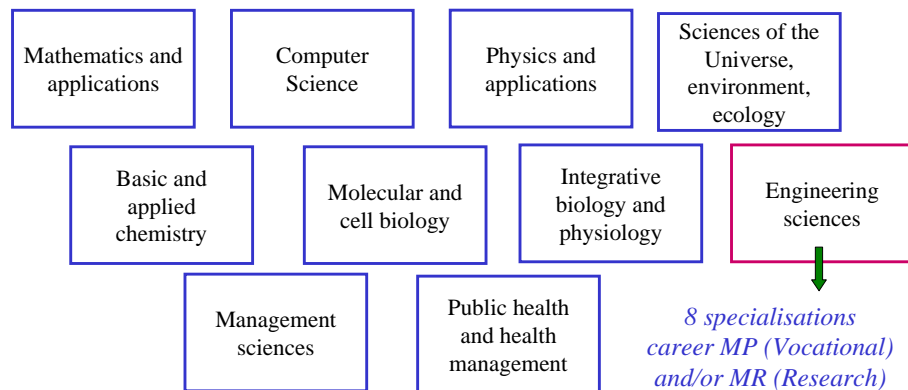 Mathematics and
applications
Computer
Science
Physics and
applications
Sciences of the
Universe,
environment,
ecology
Basic and
applied
chemistry
Molecular and
cell biology
Integrative
biology and
physiology
Engineering
sciences
Management
sciences
Public health
and health
management
8 specialisations
career MP (Vocational)
and/or MR (Research)